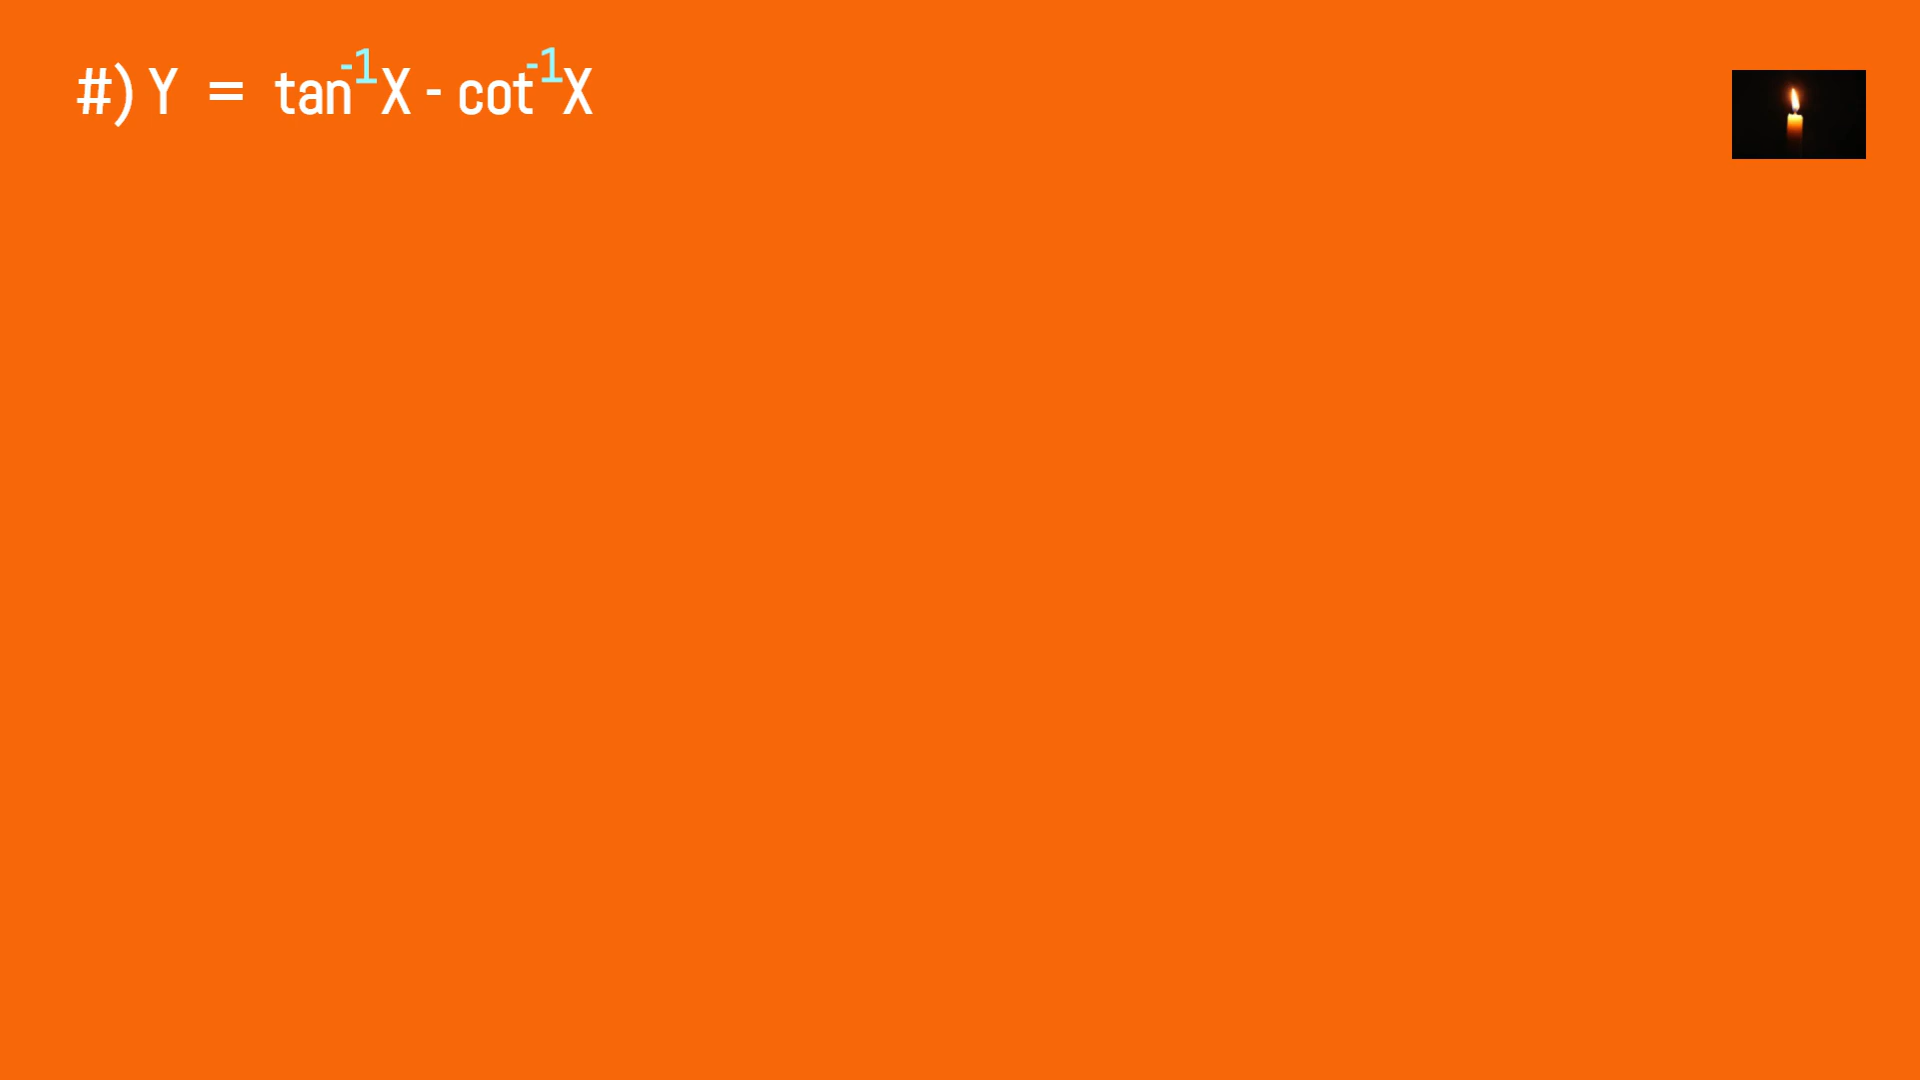 #) Y = tan⁻¹X - cot⁻¹X